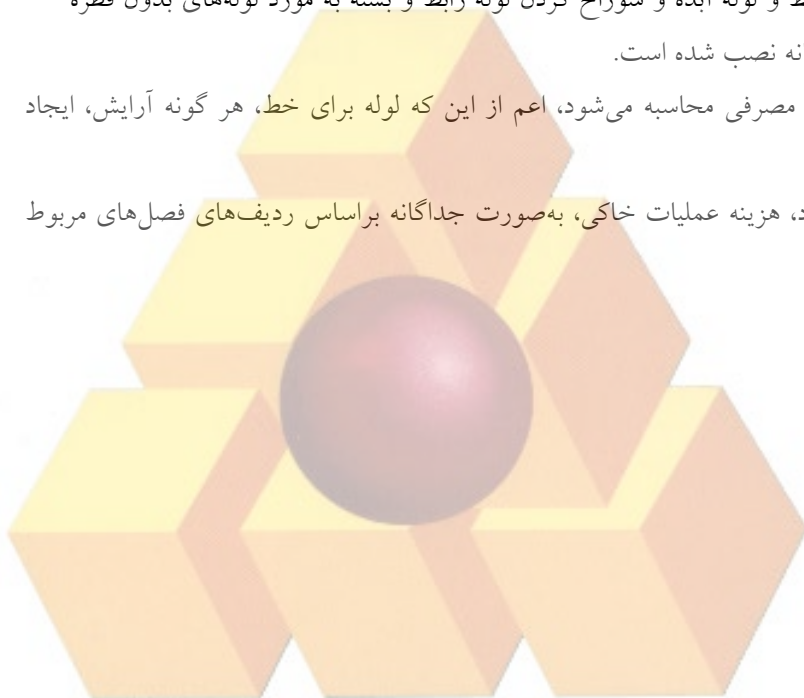 و لوله آبده و سوراخ کردن لوله رابط و بسته به مورد لوله‌های بدون قطره
نصب شده است.
مصرفی محاسبه می‌شود، اعم از این که لوله برای خط، هر گونه آرایش، ایجاد
هزینه عملیات خاکی، به‌صورت جداگانه براساس ردیف‌های فصل‌های مربوط